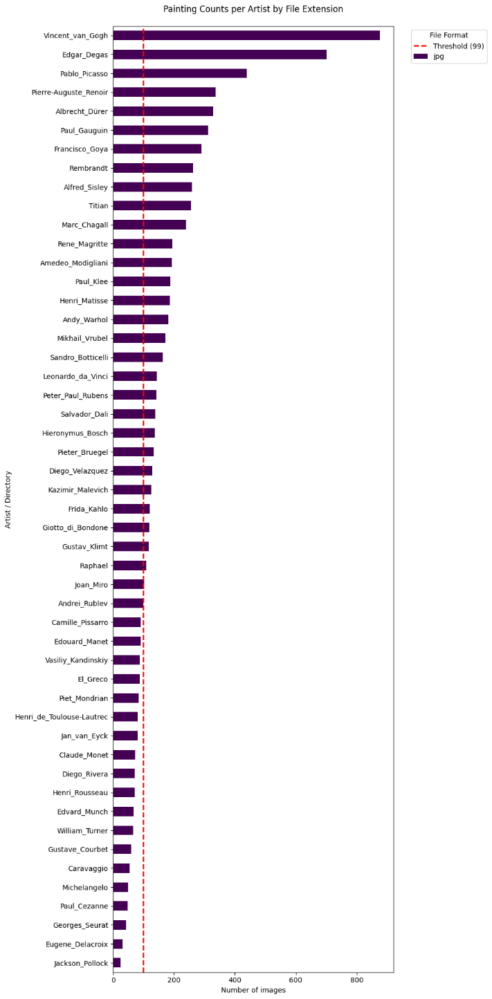 Painting Counts per Artist by File Extension
Vincent_van_Gogh
Edgar_Degas
Pablo_Picasso
Pierre-Auguste_Renoir
Albrecht_Dürer
Paul_Gauguin
Francisco_Goya
Rembrandt
Alfred_Sisley
Titian
Marc_Chagall
Rene_Magritte
Amedeo_Modigliani
Paul_Klee
Henri_Matisse
Andy_Warhol
Mikhail_Vrubel
Sandro_Botticelli
Leonardo_da_Vinci
Peter_Paul_Rubens
Salvador_Dali
Hieronymus_Bosch
Pieter_Bruegel
Diego_Velazquez
Kazimir_Malevich
Frida_Kahlo
Giotto_di_Bondone
Gustav_Klimt
Raphael
Joan_Miro
Andrei_Rublev
Camille_Pissarro
Edouard_Manet
Vasiliy_Kandinskiy
El_Greco
Piet_Mondrian
Henri_de_Toulouse-Lautrec
Jan_van_Eyck
Claude_Monet
Diego_Rivera
Henri_Rousseau
Edvard_Munch
William_Turner
Gustave_Courbet
Caravaggio
Michelangelo
Paul_Cezanne
Georges_Seurat
Eugene_Delacroix
Jackson_Pollock
Artist / Directory
0 200 400 600 800
Number of images
File Format
Threshold (99)
jpg